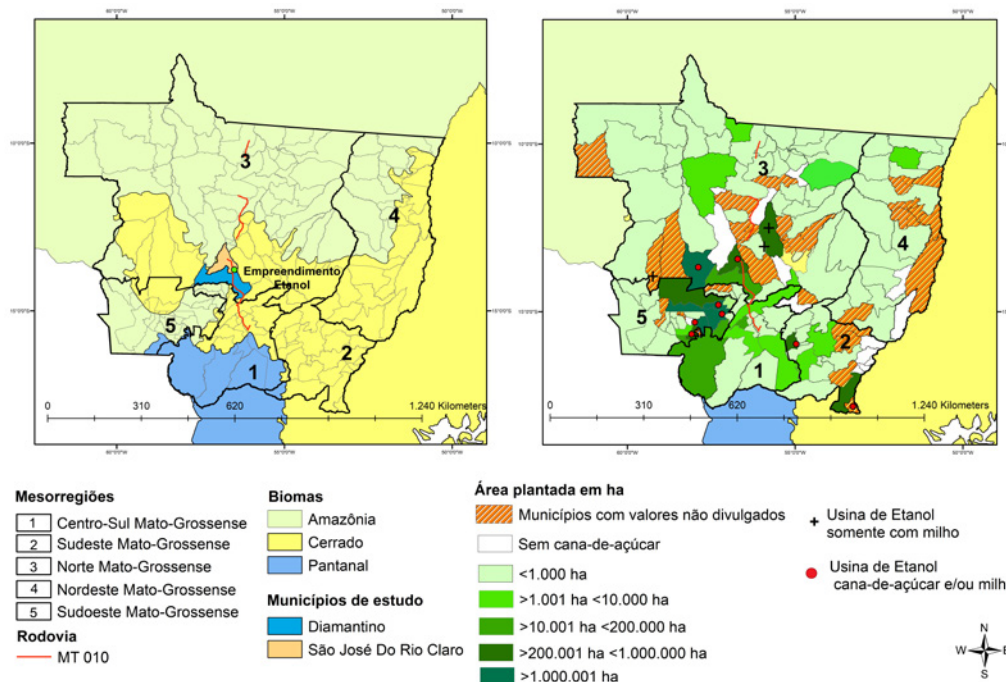 3
4
Empreendimento
Etanol
5
2
1
0 310 620 1.240 Kilometers
3
4
5
2
1
0 310 620 1.240 Kilometers
Mesorregiões
1 Centro-Sul Mato-Grossense
2 Sudeste Mato-Grossense
3 Norte Mato-Grossense
4 Nordeste Mato-Grossense
5 Sudoeste Mato-Grossense
Rodovia
MT 010
Biomas
Amazônia
Cerrado
Pantanal
Municípios de estudo
Diamantino
São José Do Rio Claro
Área plantada em ha
Municípios com valores não divulgados
Sem cana-de-açúcar
<1.000 ha
>1.001 ha <10.000 ha
>10.001 ha <200.000 ha
>200.001 ha <1.000.000 ha
>1.000.001 ha
Usina de Etanol
somente com milho
Usina de Etanol
cana-de-açúcar e/ou milh
N
W E
S